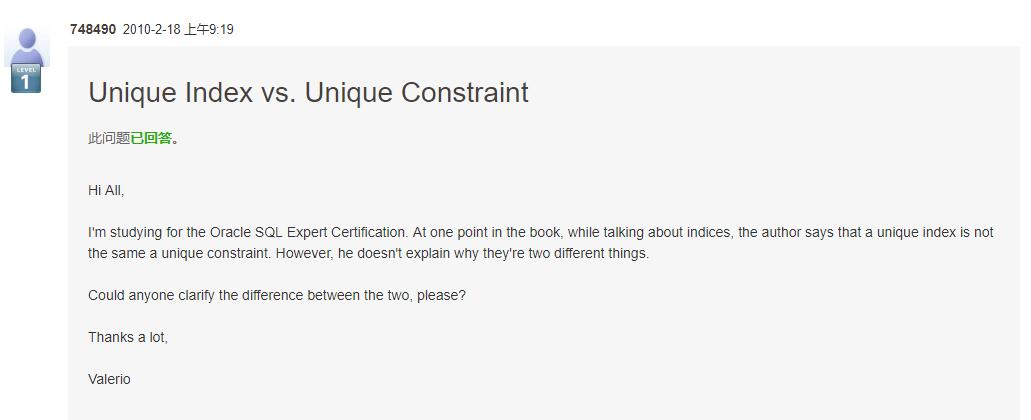 748490 2010-2-18 上午9:19
LEVEL
1
Unique Index vs. Unique Constraint
此问题已回答。
Hi All,
I'm studying for the Oracle SQL Expert Certification. At one point in the book, while talking about indices, the author says that a unique index is not
the same a unique constraint. However, he doesn't explain why they're two different things.
Could anyone clarify the difference between the two, please?
Thanks a lot,
Valerio